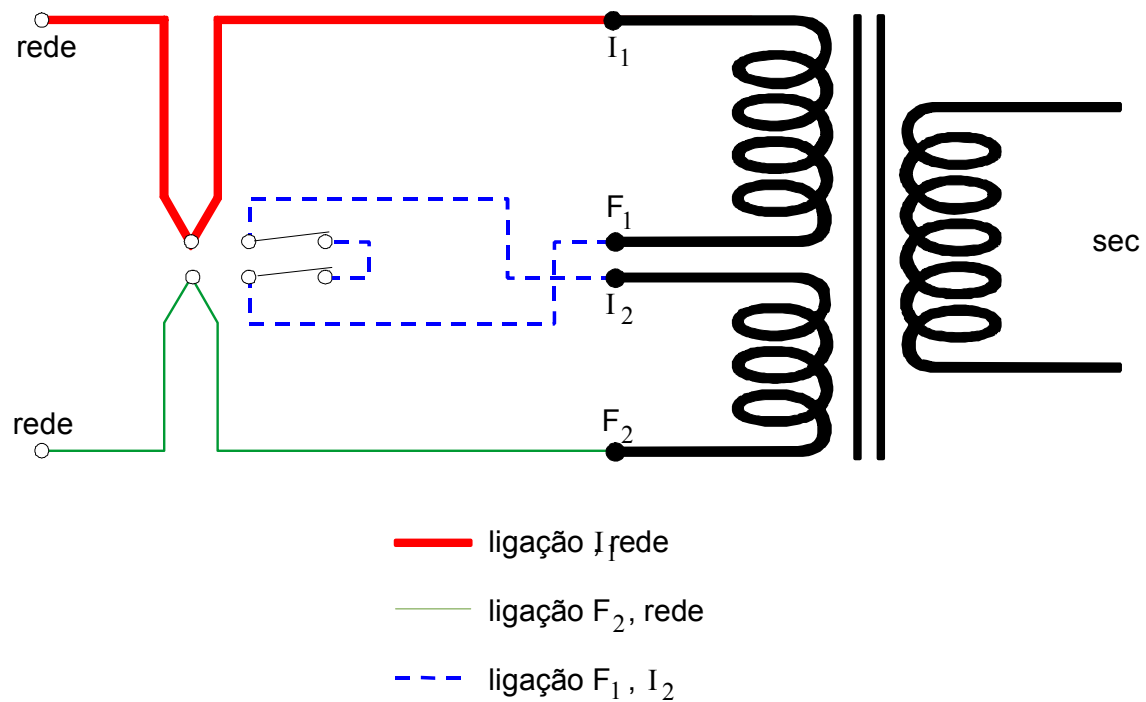 rede
I1
F1
sec
I2
rede
F2
ligação I1, rede
ligação F2, rede
ligação F1, I2